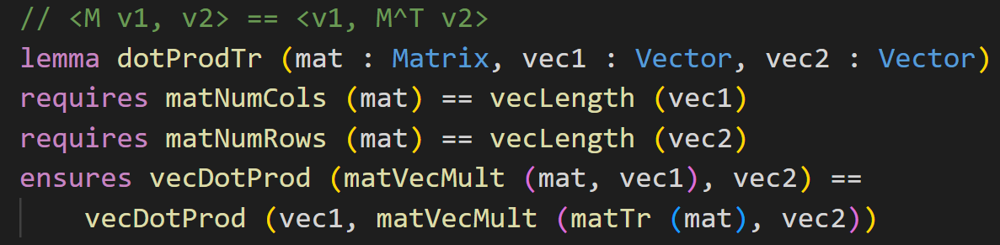 // <M v1, v2> == <v1, M^T v2>
lemma dotProdTr (mat : Matrix, vec1 : Vector, vec2 : Vector)
requires matNumCols (mat) == vecLength (vec1)
requires matNumRows (mat) == vecLength (vec2)
ensures vecDotProd (matVecMult (mat, vec1), vec2) ==
    vecDotProd (vec1, matVecMult (matTr (mat), vec2))